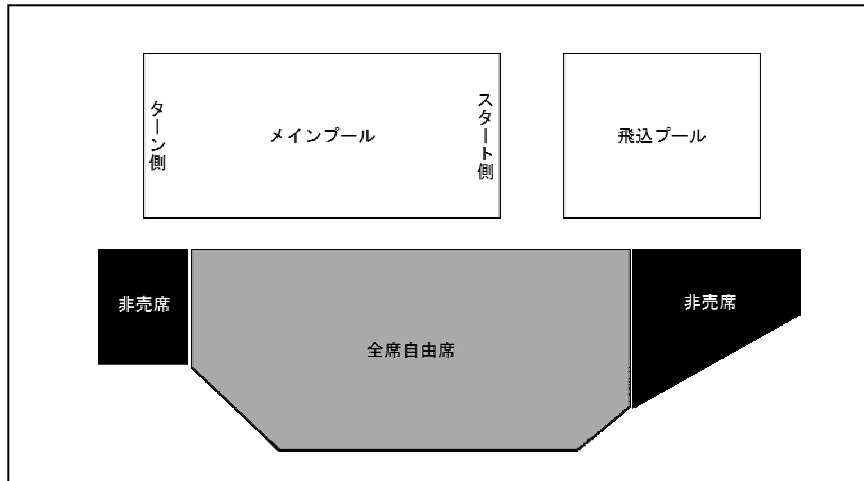 ターン側
メインプール
スタート側
飛込プール
非売席
全席自由席
非売席